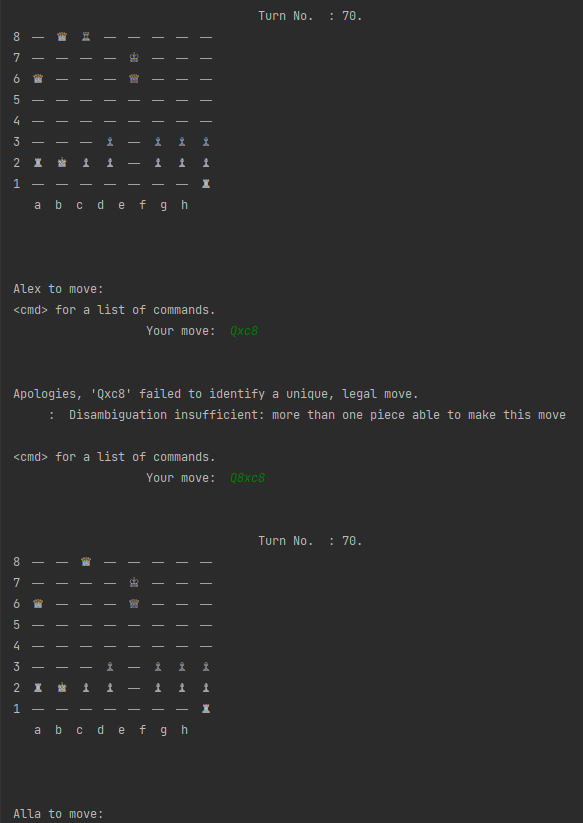 Turn No.  : 70.
8 — ♛ ♖ — — — — —
7 — — — — ♔ — — —
6 ♛ — — — ♕ — — —
5 — — — — — — — —
4 — — — — — — — —
3 — — — ♗ — ♗ ♗ ♗
2 ♜ ♚ ♝ ♝ — ♝ ♝ ♝
1 — — — — — — — ♜
a b c d e f g h
Alex to move:
<cmd> for a list of commands.
Your move:  Qxc8
Apologies, 'Qxc8' failed to identify a unique, legal move.
:  Disambiguation insufficient: more than one piece able to make this move
<cmd> for a list of commands.
Your move:  Q8xc8
Turn No.  : 70.
8 — — ♛ — — — — —
7 — — — — ♔ — — —
6 ♛ — — — ♕ — — —
5 — — — — — — — —
4 — — — — — — — —
3 — — — ♗ — ♗ ♗ ♗
2 ♜ ♚ ♝ ♝ — ♝ ♝ ♝
1 — — — — — — — ♜
a b c d e f g h
Alla to move: